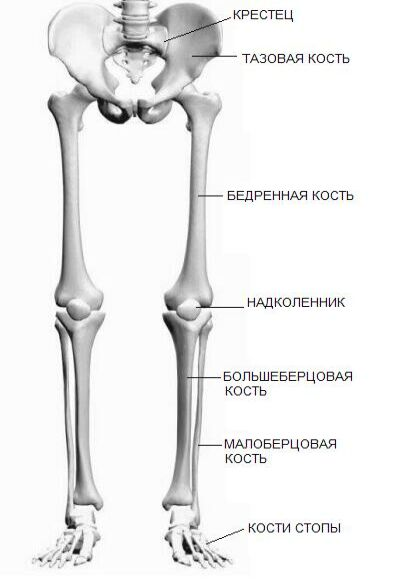 КРЕСТЕЦ
ТАЗОВАЯ КОСТЬ
БЕДРЕННАЯ КОСТЬ
НАДКОЛЕННИК
БОЛЬШЕБЕРЦОВАЯ
КОСТЬ
МАЛОБЕРЦОВАЯ
КОСТЬ
КОСТИ СТОПЫ